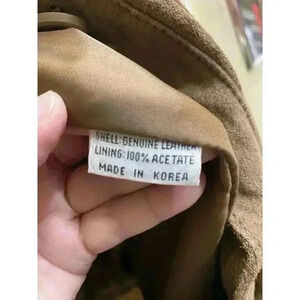 SHELL: GENUINE LEATHER
LINING: 100% ACETATE
MADE IN KOREA